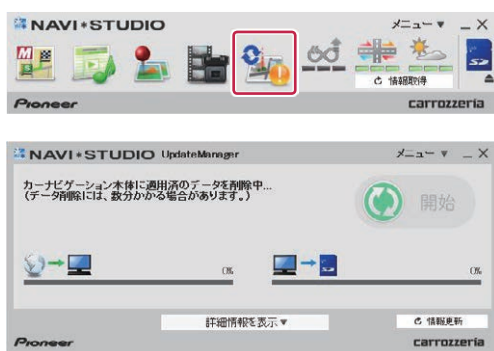 NAVI*STUDIO
メニュー ▼ _ X
情報取得
SD
Pioneer
carrozzeria
NAVI*STUDIO UpdateManager
メニュー ▼ _ X
カーナビゲーション本体に適用済のデータを削除中...
(データ削除には、数分かかる場合があります。)
開始
0% 0%
詳細情報を表示▼
情報更新
Pioneer
carrozzeria